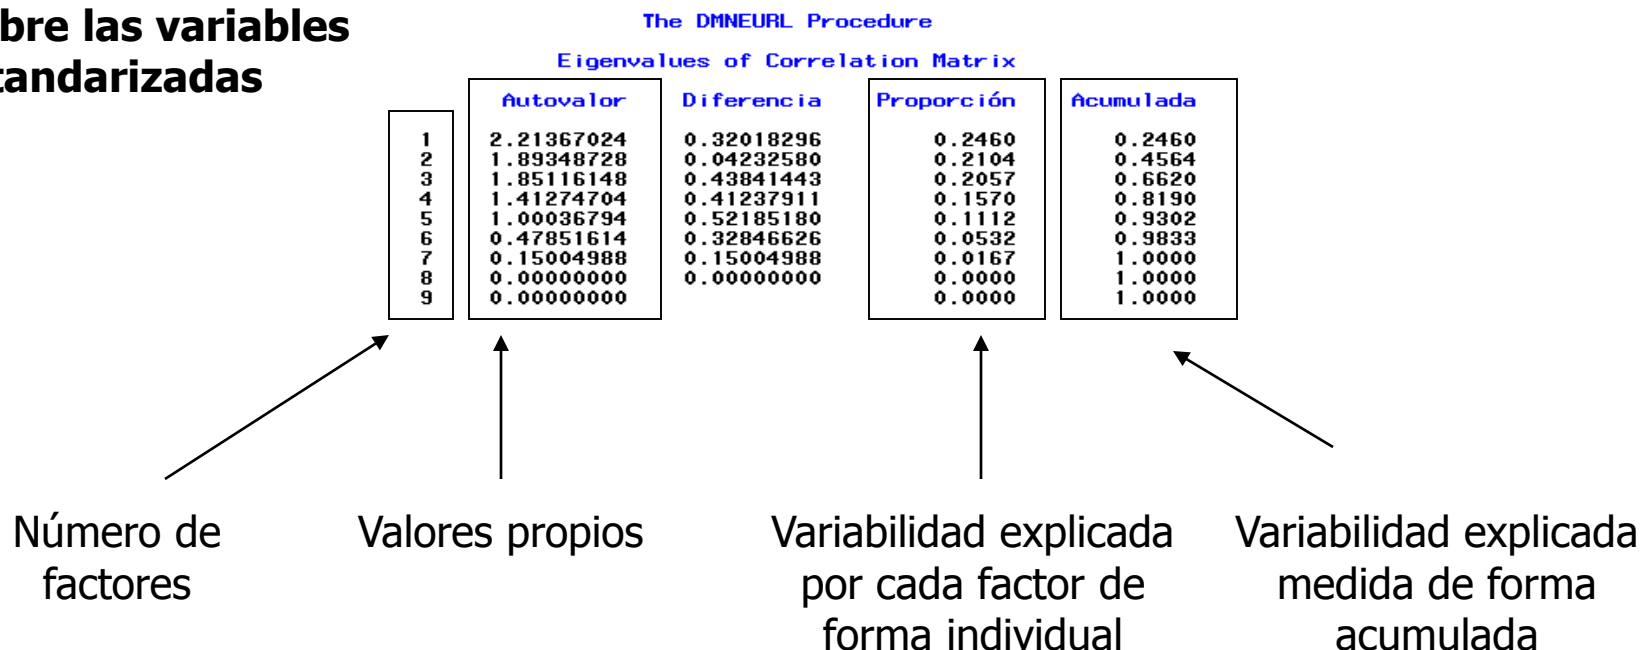 bre las variables
tandarizadas
The DMNEURL Procedure
Eigenvalues of Correlation Matrix
Autovalor Diferencia Proporción Acumulada
1 2.21367024 0.32018296 0.2460 0.2460
2 1.89348728 0.04232580 0.2104 0.4564
3 1.85116148 0.43841443 0.2057 0.6620
4 1.41274704 0.41237911 0.1570 0.8190
5 1.00036794 0.52185180 0.1112 0.9302
6 0.47851614 0.32846626 0.0532 0.9833
7 0.15004988 0.15004988 0.0167 1.0000
8 0.00000000 0.00000000 0.0000 1.0000
9 0.00000000 0.0000 1.0000
Número de
factores
Valores propios
Variabilidad explicada
por cada factor de
forma individual
Variabilidad explicada
medida de forma
acumulada